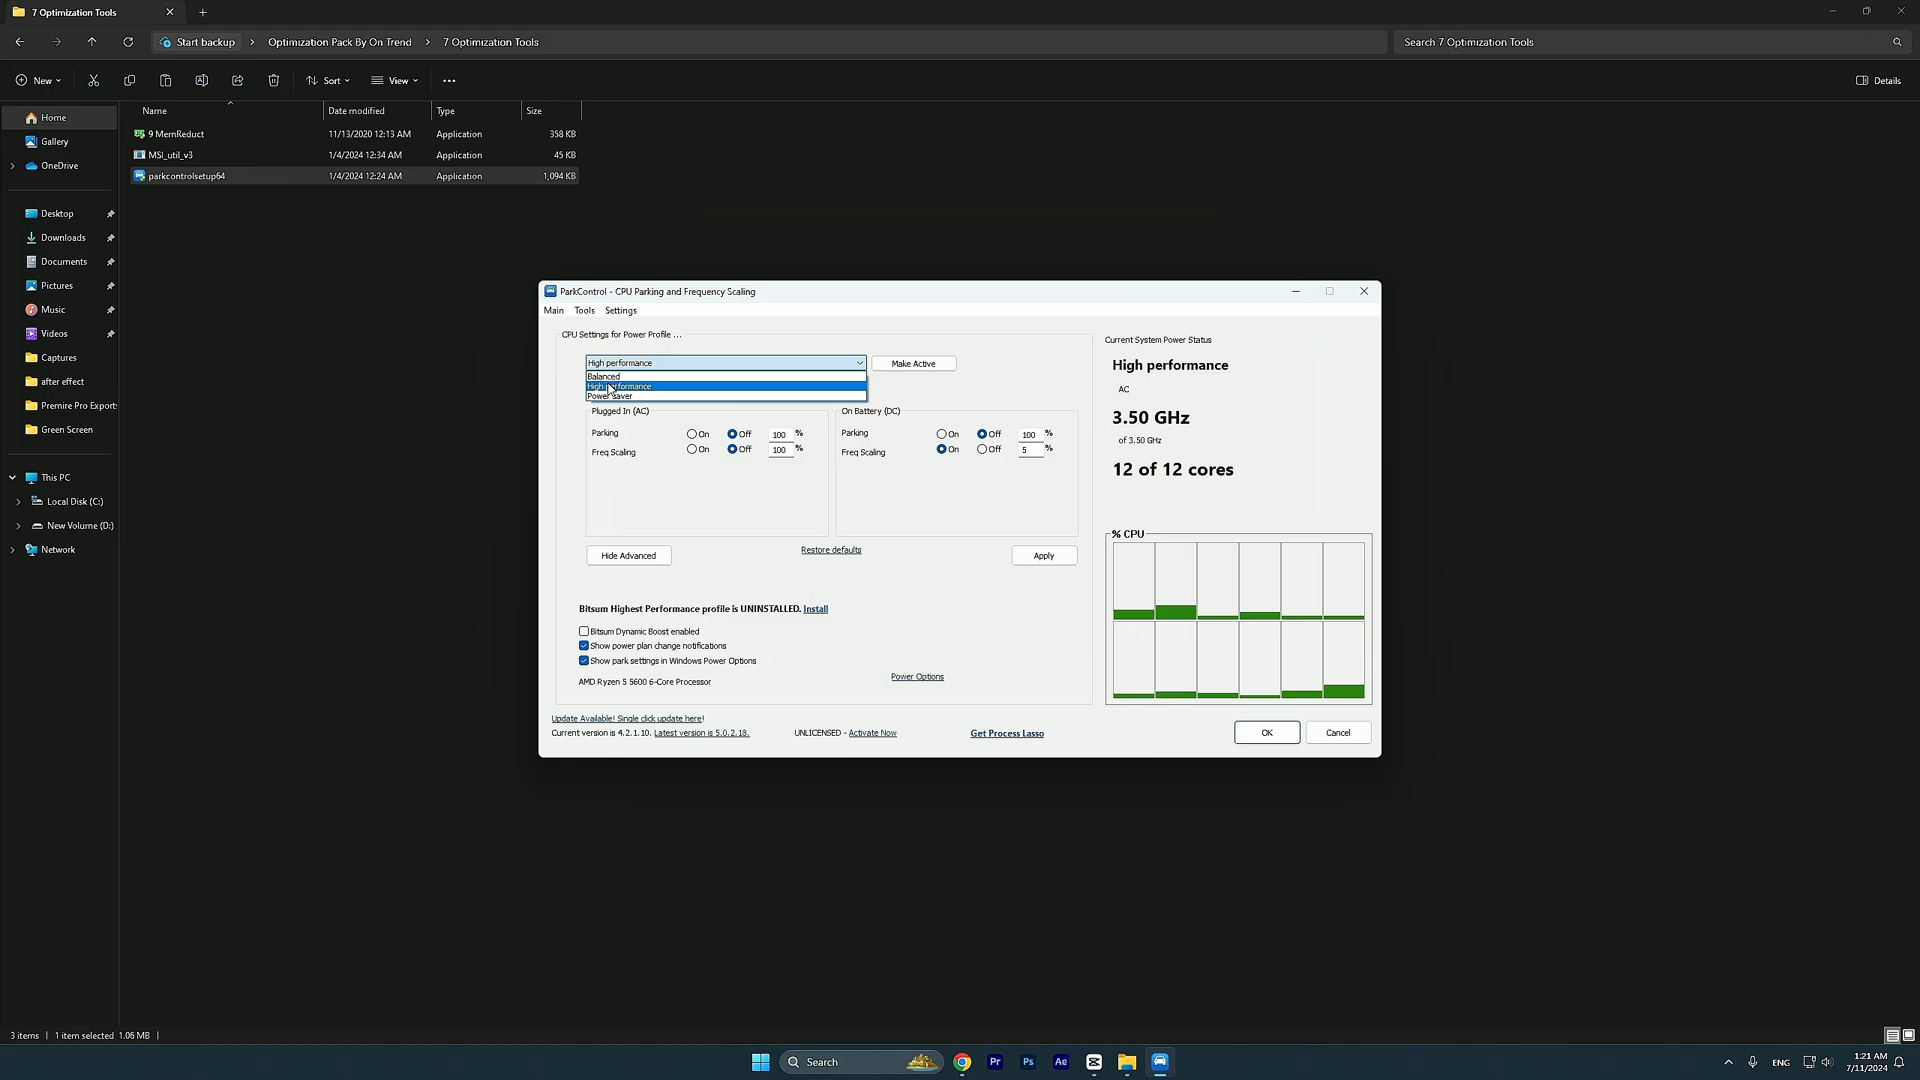 7 Optimization Tools
Start backup > Optimization Pack By On Trend > 7 Optimization Tools
Search 7 Optimization Tools
New
Sort
View
Details
Name Date modified Type Size
9 MemReduct 11/13/2020 12:13 AM Application 358 KB
MSI_util_v3 1/4/2024 12:34 AM Application 45 KB
parkcontrolsetup64 1/4/2024 12:24 AM Application 1,094 KB
Home
Gallery
OneDrive
Desktop
Downloads
Documents
Pictures
Music
Videos
Captures
after effect
Premire Pro Export
Green Screen
This PC
Local Disk (C:)
New Volume (D:)
Network
ParkControl - CPU Parking and Frequency Scaling
Main Tools Settings
CPU Settings for Power Profile ...
High performance
Make Active
Balanced
High performance
Power saver
Plugged In (AC)
Parking On Off 100 %
Freq Scaling On Off 100 %
On Battery (DC)
Parking On Off 100 %
Freq Scaling On Off 5 %
Hide Advanced
Restore defaults
Apply
Bitsum Highest Performance profile is UNINSTALLED. Install
Bitsum Dynamic Boost enabled
Show power plan change notifications
Show park settings in Windows Power Options
AMD Ryzen 5 5600 6-Core Processor
Power Options
Current System Power Status
High performance
AC
3.50 GHz
of 3.50 GHz
12 of 12 cores
% CPU
Update Available! Single click update here!
Current version is 4.2.1.10. Latest version is 5.0.2.18.
UNLICENSED - Activate Now
Get Process Lasso
OK
Cancel
3 items | 1 item selected 1.06 MB |
Search
Pr
Ps
Ae
ENG
1:21 AM
7/11/2024